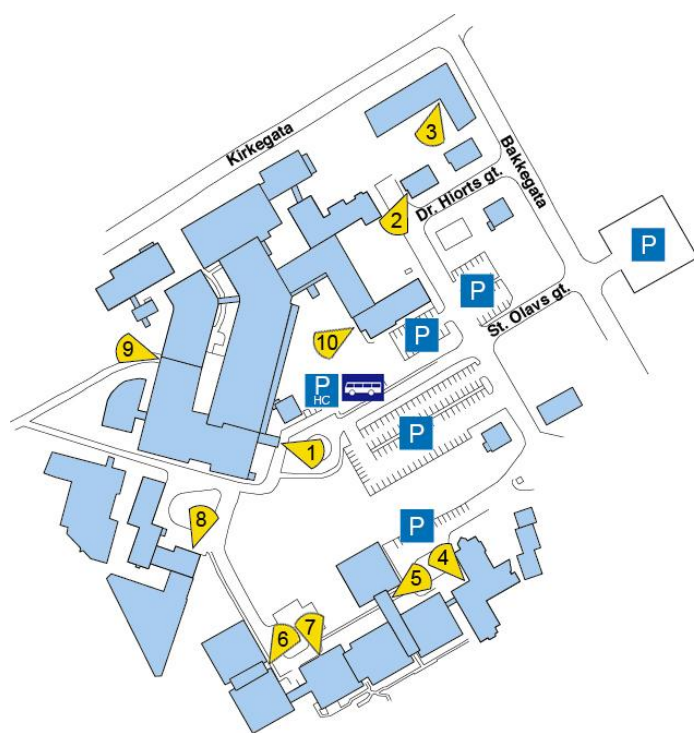 Kirkegata
3
Bakkegata
2
Dr. Hiorts gt.
P
P
St. Olavs gt.
10
P
9
P
HC
P
1
8
P
4
5
7
6